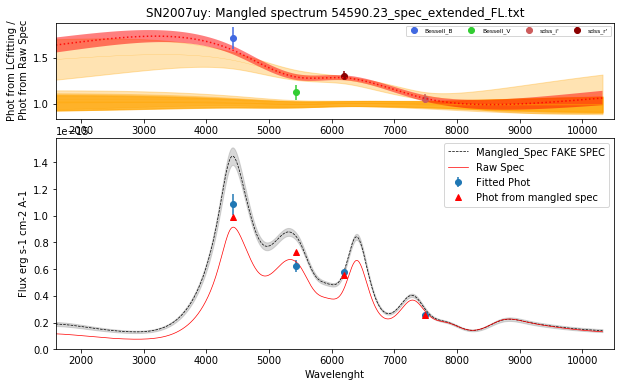 SN2007uy: Mangled spectrum 54590.23_spec_extended_FL.txt
Phot from LCfitting /
Phot from Raw Spec
1.5
1.0
Bessell_B
Bessell_V
sdss_i'
sdss_r'
2000 3000 4000 5000 6000 7000 8000 9000 10000
1e−15
Flux erg s-1 cm-2 A-1
1.4
1.2
1.0
0.8
0.6
0.4
0.2
0.0
Mangled_Spec FAKE SPEC
Raw Spec
Fitted Phot
Phot from mangled spec
2000 3000 4000 5000 6000 7000 8000 9000 10000
Wavelenght